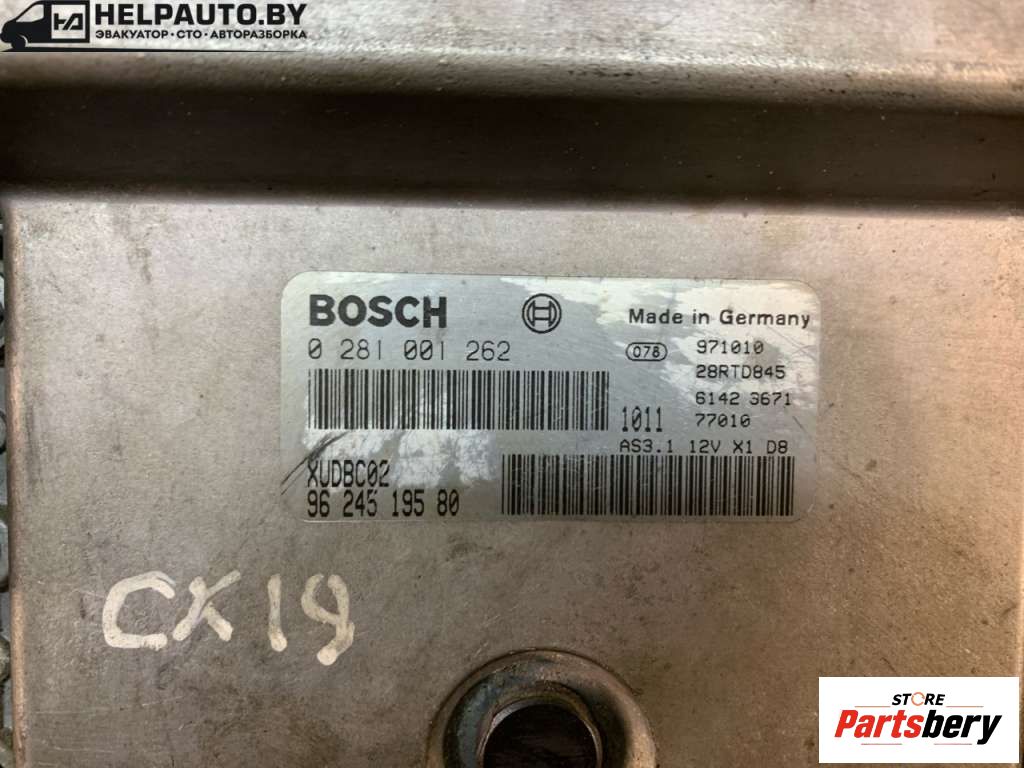 HELPAUTO.BY
ЭВАКУАТОР • СТО • АВТОРАЗБОРКА
BOSCH
Made in Germany
0 281 001 262
078 971010
28RTD845
6142 3671
1011 77010
AS3.1 12V X1 D8
XUDBC02
96 245 195 80
CK19
STORE
Partsbery